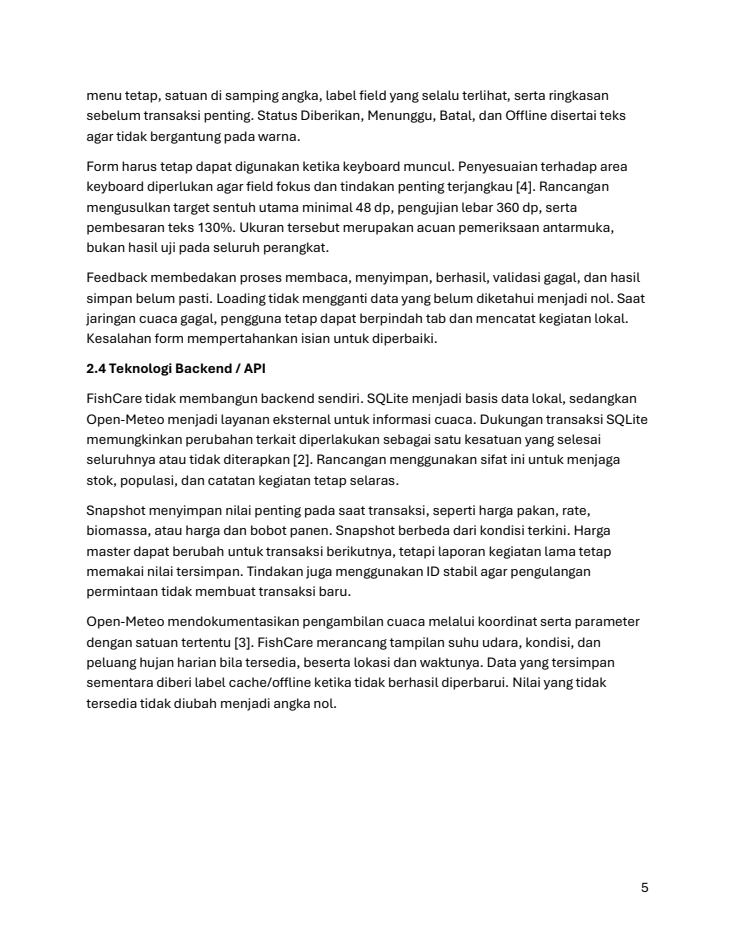 menu tetap, satuan di samping angka, label field yang selalu terlihat, serta ringkasan
sebelum transaksi penting. Status Diberikan, Menunggu, Batal, dan Offline disertai teks
agar tidak bergantung pada warna.
Form harus tetap dapat digunakan ketika keyboard muncul. Penyesuaian terhadap area
keyboard diperlukan agar field fokus dan tindakan penting terjangkau [4]. Rancangan
mengusulkan target sentuh utama minimal 48 dp, pengujian lebar 360 dp, serta
pembesaran teks 130%. Ukuran tersebut merupakan acuan pemeriksaan antarmuka,
bukan hasil uji pada seluruh perangkat.
Feedback membedakan proses membaca, menyimpan, berhasil, validasi gagal, dan hasil
simpan belum pasti. Loading tidak mengganti data yang belum diketahui menjadi nol. Saat
jaringan cuaca gagal, pengguna tetap dapat berpindah tab dan mencatat kegiatan lokal.
Kesalahan form mempertahankan isian untuk diperbaiki.
2.4 Teknologi Backend / API
FishCare tidak membangun backend sendiri. SQLite menjadi basis data lokal, sedangkan
Open-Meteo menjadi layanan eksternal untuk informasi cuaca. Dukungan transaksi SQLite
memungkinkan perubahan terkait diperlakukan sebagai satu kesatuan yang selesai
seluruhnya atau tidak diterapkan [2]. Rancangan menggunakan sifat ini untuk menjaga
stok, populasi, dan catatan kegiatan tetap selaras.
Snapshot menyimpan nilai penting pada saat transaksi, seperti harga pakan, rate,
biomassa, atau harga dan bobot panen. Snapshot berbeda dari kondisi terkini. Harga
master dapat berubah untuk transaksi berikutnya, tetapi laporan kegiatan lama tetap
memakai nilai tersimpan. Tindakan juga menggunakan ID stabil agar pengulangan
permintaan tidak membuat transaksi baru.
Open-Meteo mendokumentasikan pengambilan cuaca melalui koordinat serta parameter
dengan satuan tertentu [3]. FishCare merancang tampilan suhu udara, kondisi, dan
peluang hujan harian bila tersedia, beserta lokasi dan waktunya. Data yang tersimpan
sementara diberi label cache/offline ketika tidak berhasil diperbarui. Nilai yang tidak
tersedia tidak diubah menjadi angka nol.
5